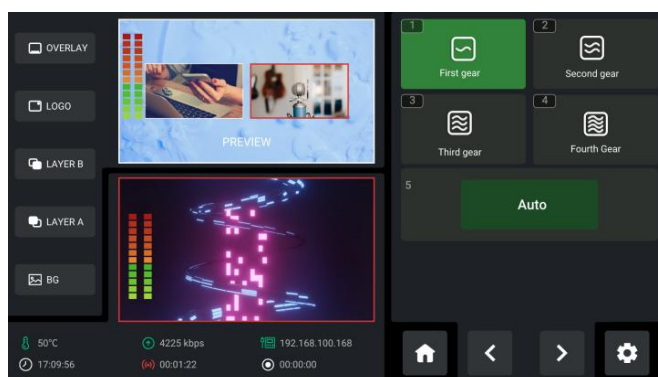 OVERLAY
LOGO
LAYER B
LAYER A
BG
PREVIEW
50°C
4225 kbps
192.168.100.168
17:09:56
00:01:22
00:00:00
1
First gear
2
Second gear
3
Third gear
4
Fourth Gear
5
Auto